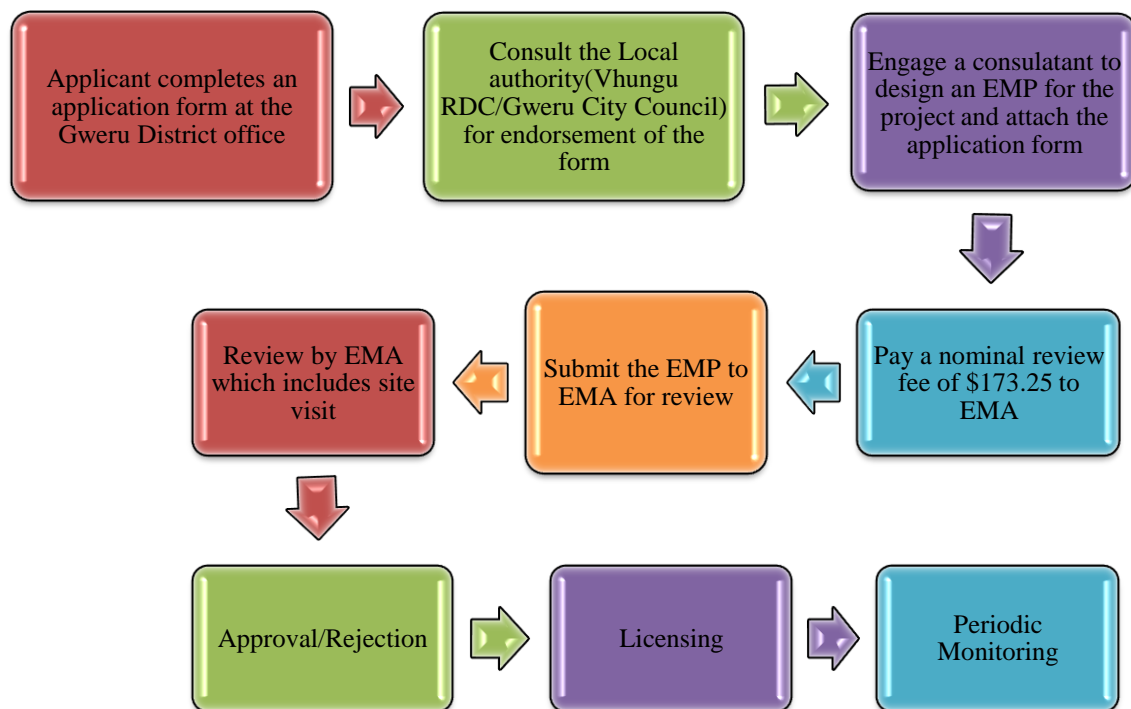 Applicant completes an
application form at the
Gweru District office
Consult the Local
authority(Vhungu
RDC/Gweru City Council)
for endorsement of the
form
Engage a consulatant to
design an EMP for the
project and attach the
application form
Pay a nominal review
fee of $173.25 to
EMA
Submit the EMP to
EMA for review
Review by EMA
which includes site
visit
Approval/Rejection
Licensing
Periodic
Monitoring